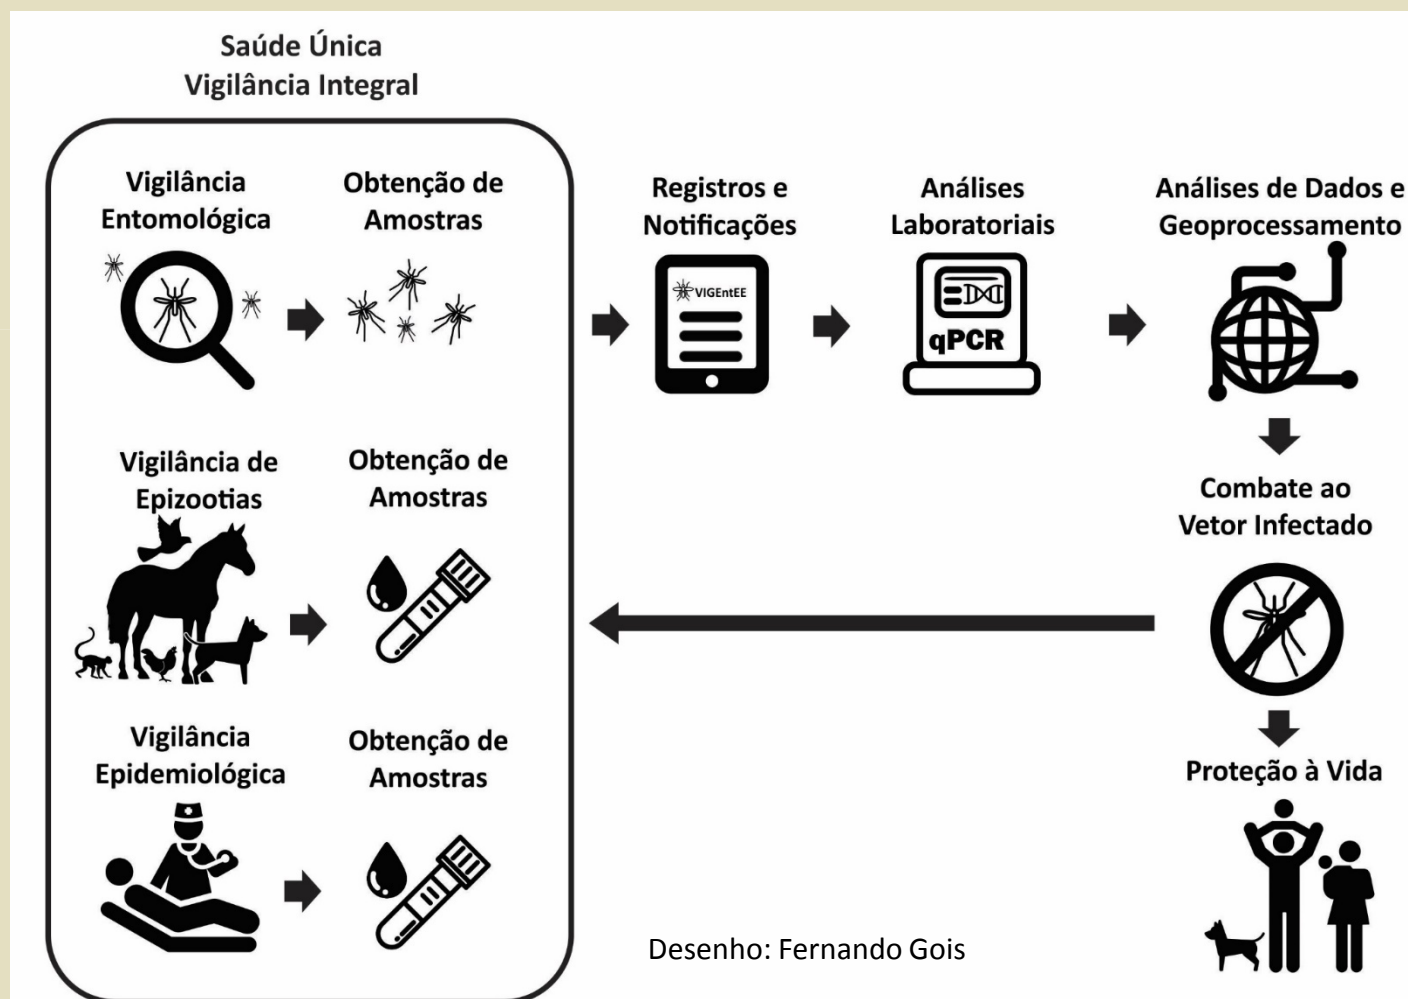 Saúde Única
Vigilância Integral
Vigilância
Entomológica
Obtenção de
Amostras
Registros e
Notificações
VIGEntEE
Análises
Laboratoriais
qPCR
Análises de Dados e
Geoprocessamento
Vigilância de
Epizootias
Obtenção de
Amostras
Combate ao
Vetor Infectado
Vigilância
Epidemiológica
Obtenção de
Amostras
Proteção à Vida
Desenho: Fernando Gois